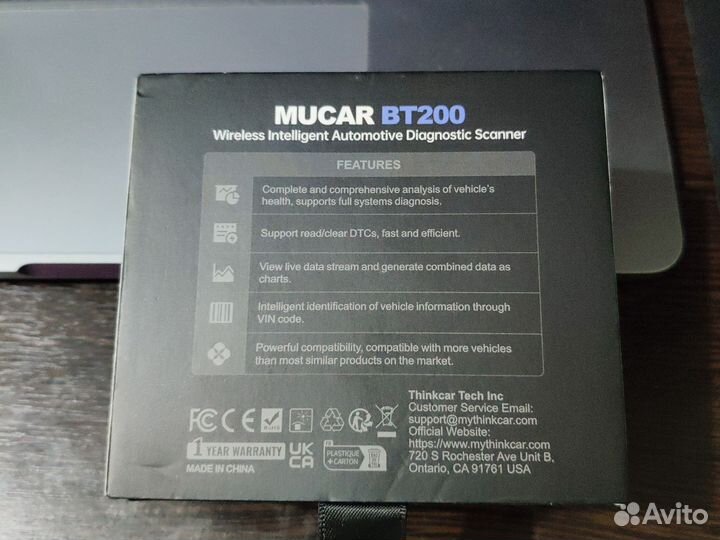 MUCAR BT200
Wireless Intelligent Automotive Diagnostic Scanner
FEATURES
Complete and comprehensive analysis of vehicle's
health, supports full systems diagnosis.
Support read/clear DTCs, fast and efficient.
View live data stream and generate combined data as
charts.
Intelligent identification of vehicle information through
VIN code.
Powerful compatibility, compatible with more vehicles
than most similar products on the market.
Thinkcar Tech Inc
Customer Service Email:
support@mythinkcar.com
Official Website:
https://www.mythinkcar.com
720 S Rochester Ave Unit B,
Ontario, CA 91761 USA
FC CE RoHS
1 YEAR WARRANTY
UK
CA
FR
PLASTIQUE
+CARTON
MADE IN CHINA
Avito